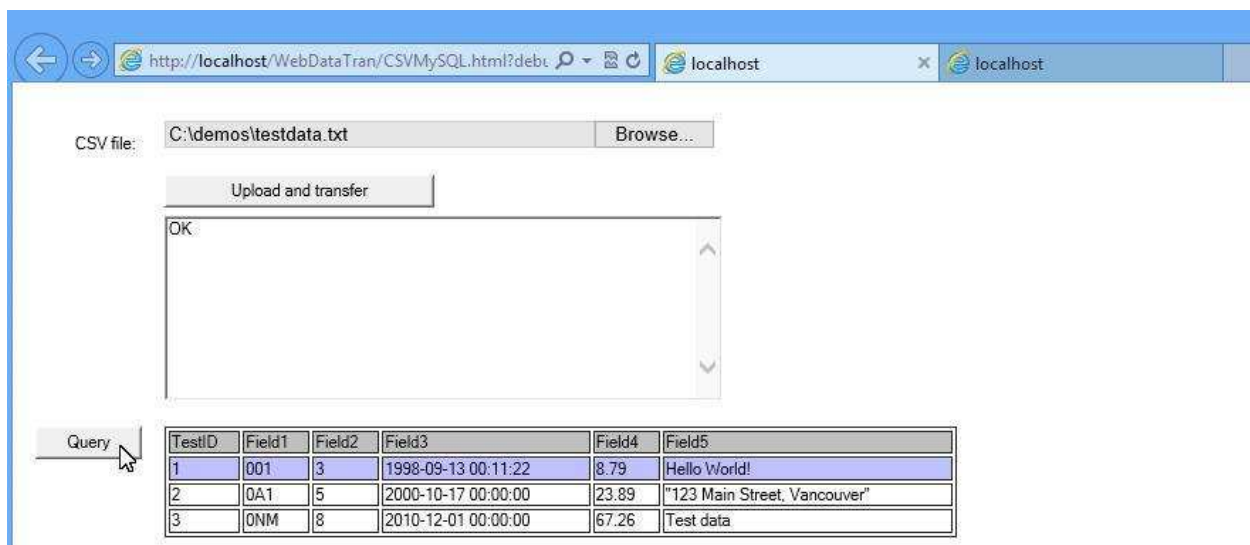 http://localhost/WebDataTran/CSVMySQL.html?debu localhost localhost
CSV file: C:\demos\testdata.txt Browse...
Upload and transfer
OK
Query
TestID Field1 Field2 Field3 Field4 Field5
1 001 3 1998-09-13 00:11:22 8.79 Hello World!
2 0A1 5 2000-10-17 00:00:00 23.89 "123 Main Street, Vancouver"
3 0NM 8 2010-12-01 00:00:00 67.26 Test data